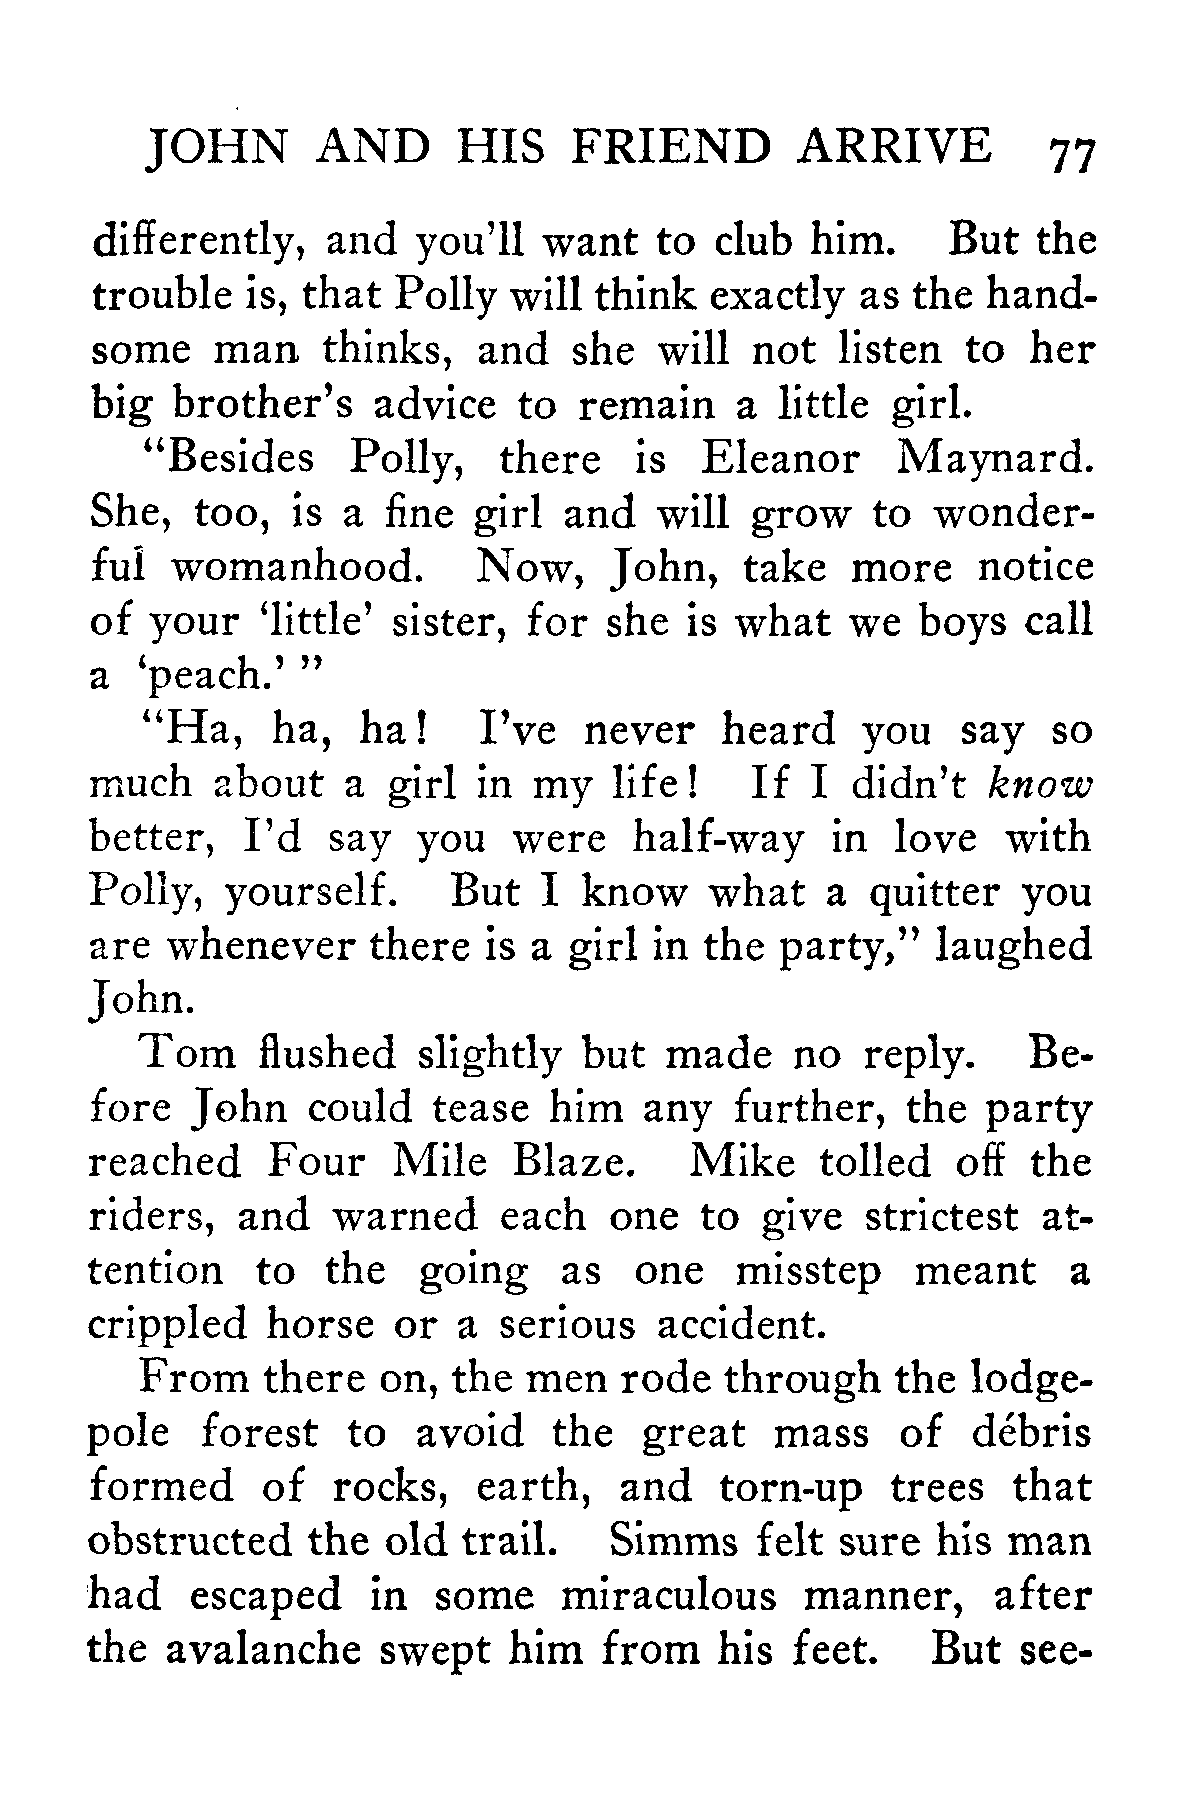 JOHN AND HIS FRIEND ARRIVE 77
differently, and you'll want to club him. But the
trouble is, that Polly will think exactly as the hand-
some man thinks, and she will not listen to her
big brother's advice to remain a little girl.
“Besides Polly, there is Eleanor Maynard.
She, too, is a fine girl and will grow to wonder-
ful womanhood. Now, John, take more notice
of your ‘little’ sister, for she is what we boys call
a ‘peach.’ ”
“Ha, ha, ha! I've never heard you say so
much about a girl in my life! If I didn't know
better, I'd say you were half-way in love with
Polly, yourself. But I know what a quitter you
are whenever there is a girl in the party,” laughed
John.
Tom flushed slightly but made no reply. Be-
fore John could tease him any further, the party
reached Four Mile Blaze. Mike tolled off the
riders, and warned each one to give strictest at-
tention to the going as one misstep meant a
crippled horse or a serious accident.
From there on, the men rode through the lodge-
pole forest to avoid the great mass of débris
formed of rocks, earth, and torn-up trees that
obstructed the old trail. Simms felt sure his man
had escaped in some miraculous manner, after
the avalanche swept him from his feet. But see-